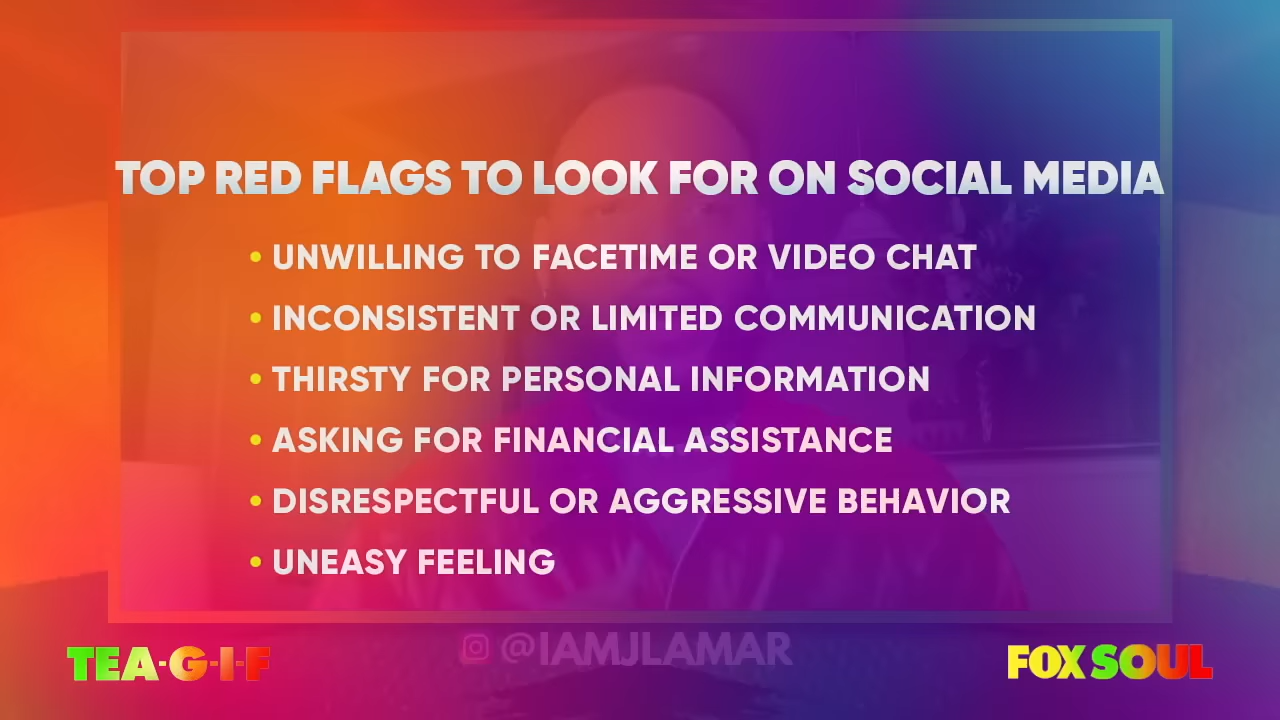 TOP RED FLAGS TO LOOK FOR ON SOCIAL MEDIA
• UNWILLING TO FACETIME OR VIDEO CHAT
• INCONSISTENT OR LIMITED COMMUNICATION
• THIRSTY FOR PERSONAL INFORMATION
• ASKING FOR FINANCIAL ASSISTANCE
• DISRESPECTFUL OR AGGRESSIVE BEHAVIOR
• UNEASY FEELING
@IAMJLAMAR
TEA-G-I-F
FOX SOUL